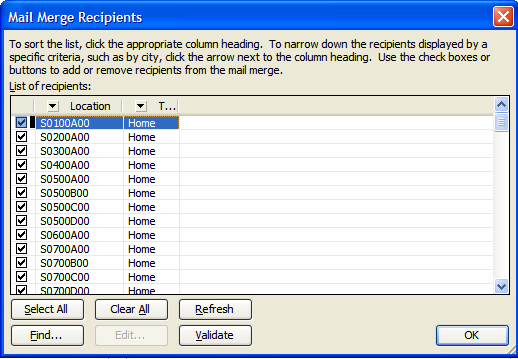 Mail Merge Recipients
To sort the list, click the appropriate column heading. To narrow down the recipients displayed by a
specific criteria, such as by city, click the arrow next to the column heading. Use the check boxes or
buttons to add or remove recipients from the mail merge.
List of recipients:
Location T...
S0100A00 Home
S0200A00 Home
S0300A00 Home
S0400A00 Home
S0500A00 Home
S0500B00 Home
S0500C00 Home
S0500D00 Home
S0600A00 Home
S0700A00 Home
S0700B00 Home
S0700C00 Home
S0700D00 Home
Select All Clear All Refresh
Find... Edit... Validate OK